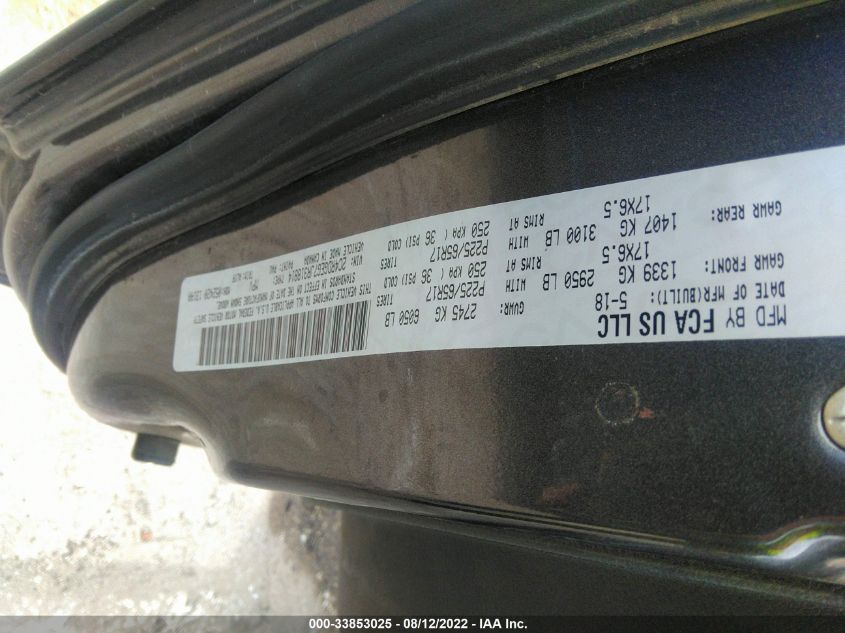 MFD BY FCA US LLC
DATE OF MFR(BUILT): 5-18
GVWR: 2745 KG 6050 LB
GAWR FRONT: 1339 KG 2950 LB WITH P225/65R17 TIRES
17X6.5 RIMS AT 250 KPA ( 36 PSI) COLD
GAWR REAR: 1407 KG 3100 LB WITH P225/65R17 TIRES
17X6.5 RIMS AT 250 KPA ( 36 PSI) COLD
THIS VEHICLE CONFORMS TO ALL APPLICABLE U.S.A. FEDERAL MOTOR VEHICLE SAFETY
STANDARDS IN EFFECT ON THE DATE OF MANUFACTURE SHOWN ABOVE.
VEHICLE MADE IN CANADA
000-33853025 - 08/12/2022 - IAA Inc.